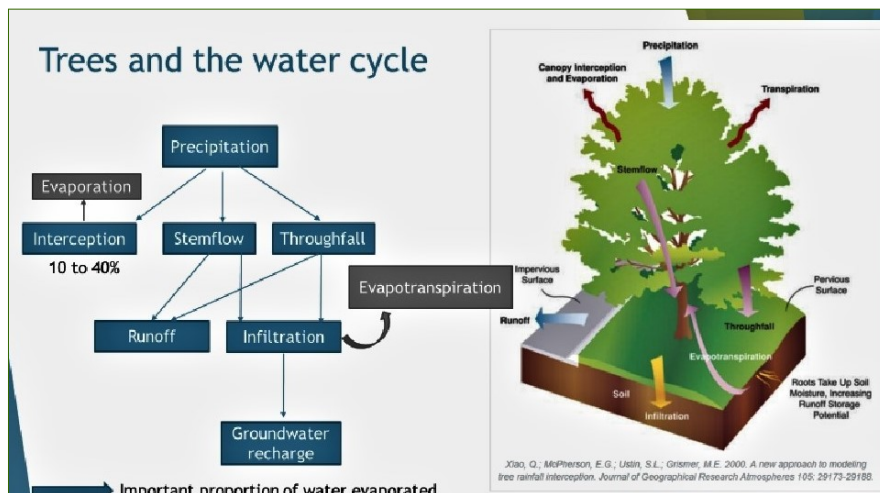 Trees and the water cycle
Precipitation
Evaporation
Interception
Stemflow
Throughfall
10 to 40%
Evapotranspiration
Runoff
Infiltration
Groundwater
recharge
Important proportion of water evaporated
Precipitation
Canopy Interception
and Evaporation
Transpiration
Stemflow
Impervious
Surface
Pervious
Surface
Runoff
Throughfall
Evapotranspiration
Soil
Infiltration
Roots Take Up Soil
Moisture, Increasing
Runoff Storage
Potential
Xiao, Q.; McPherson, E.G.; Ustin, S.L.; Grismer, M.E. 2000. A new approach to modeling
tree rainfall interception. Journal of Geographical Research Atmospheres 105: 29173-29188.